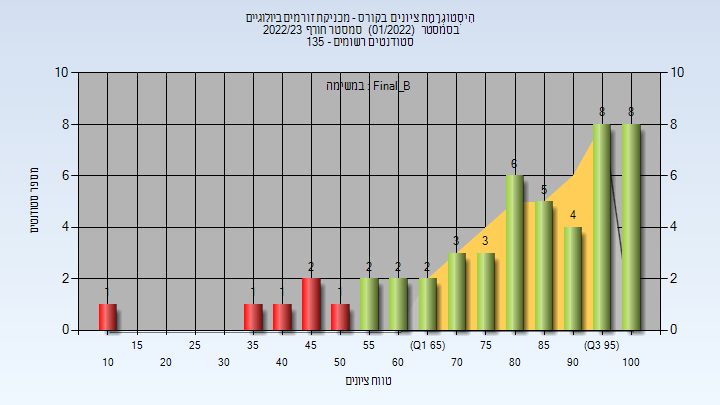 היסטוגרמת ציונים בקורס - מכניקת זורמים ביולוגיים
בסמסטר (01/2022) סמסטר חורף 2022/23
סטודנטים רשומים - 135
במשימה : Final_B
מספר סטודנטים
10 8 6 4 2 0
10 8 6 4 2 0
1 1 1 2 1 2 2 2 3 3 6 5 4 8 8
15 25 35 45 55 (Q1 65) 75 85 (Q3 95)
10 20 30 40 50 60 70 80 90 100
טווח ציונים